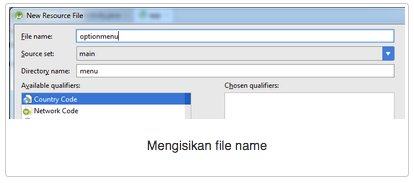 New Resource File
File name: optionmenu
Source set: main
Directory name: menu
Available qualifiers: Chosen qualifiers:
Country Code
Network Code
Mengisikan file name